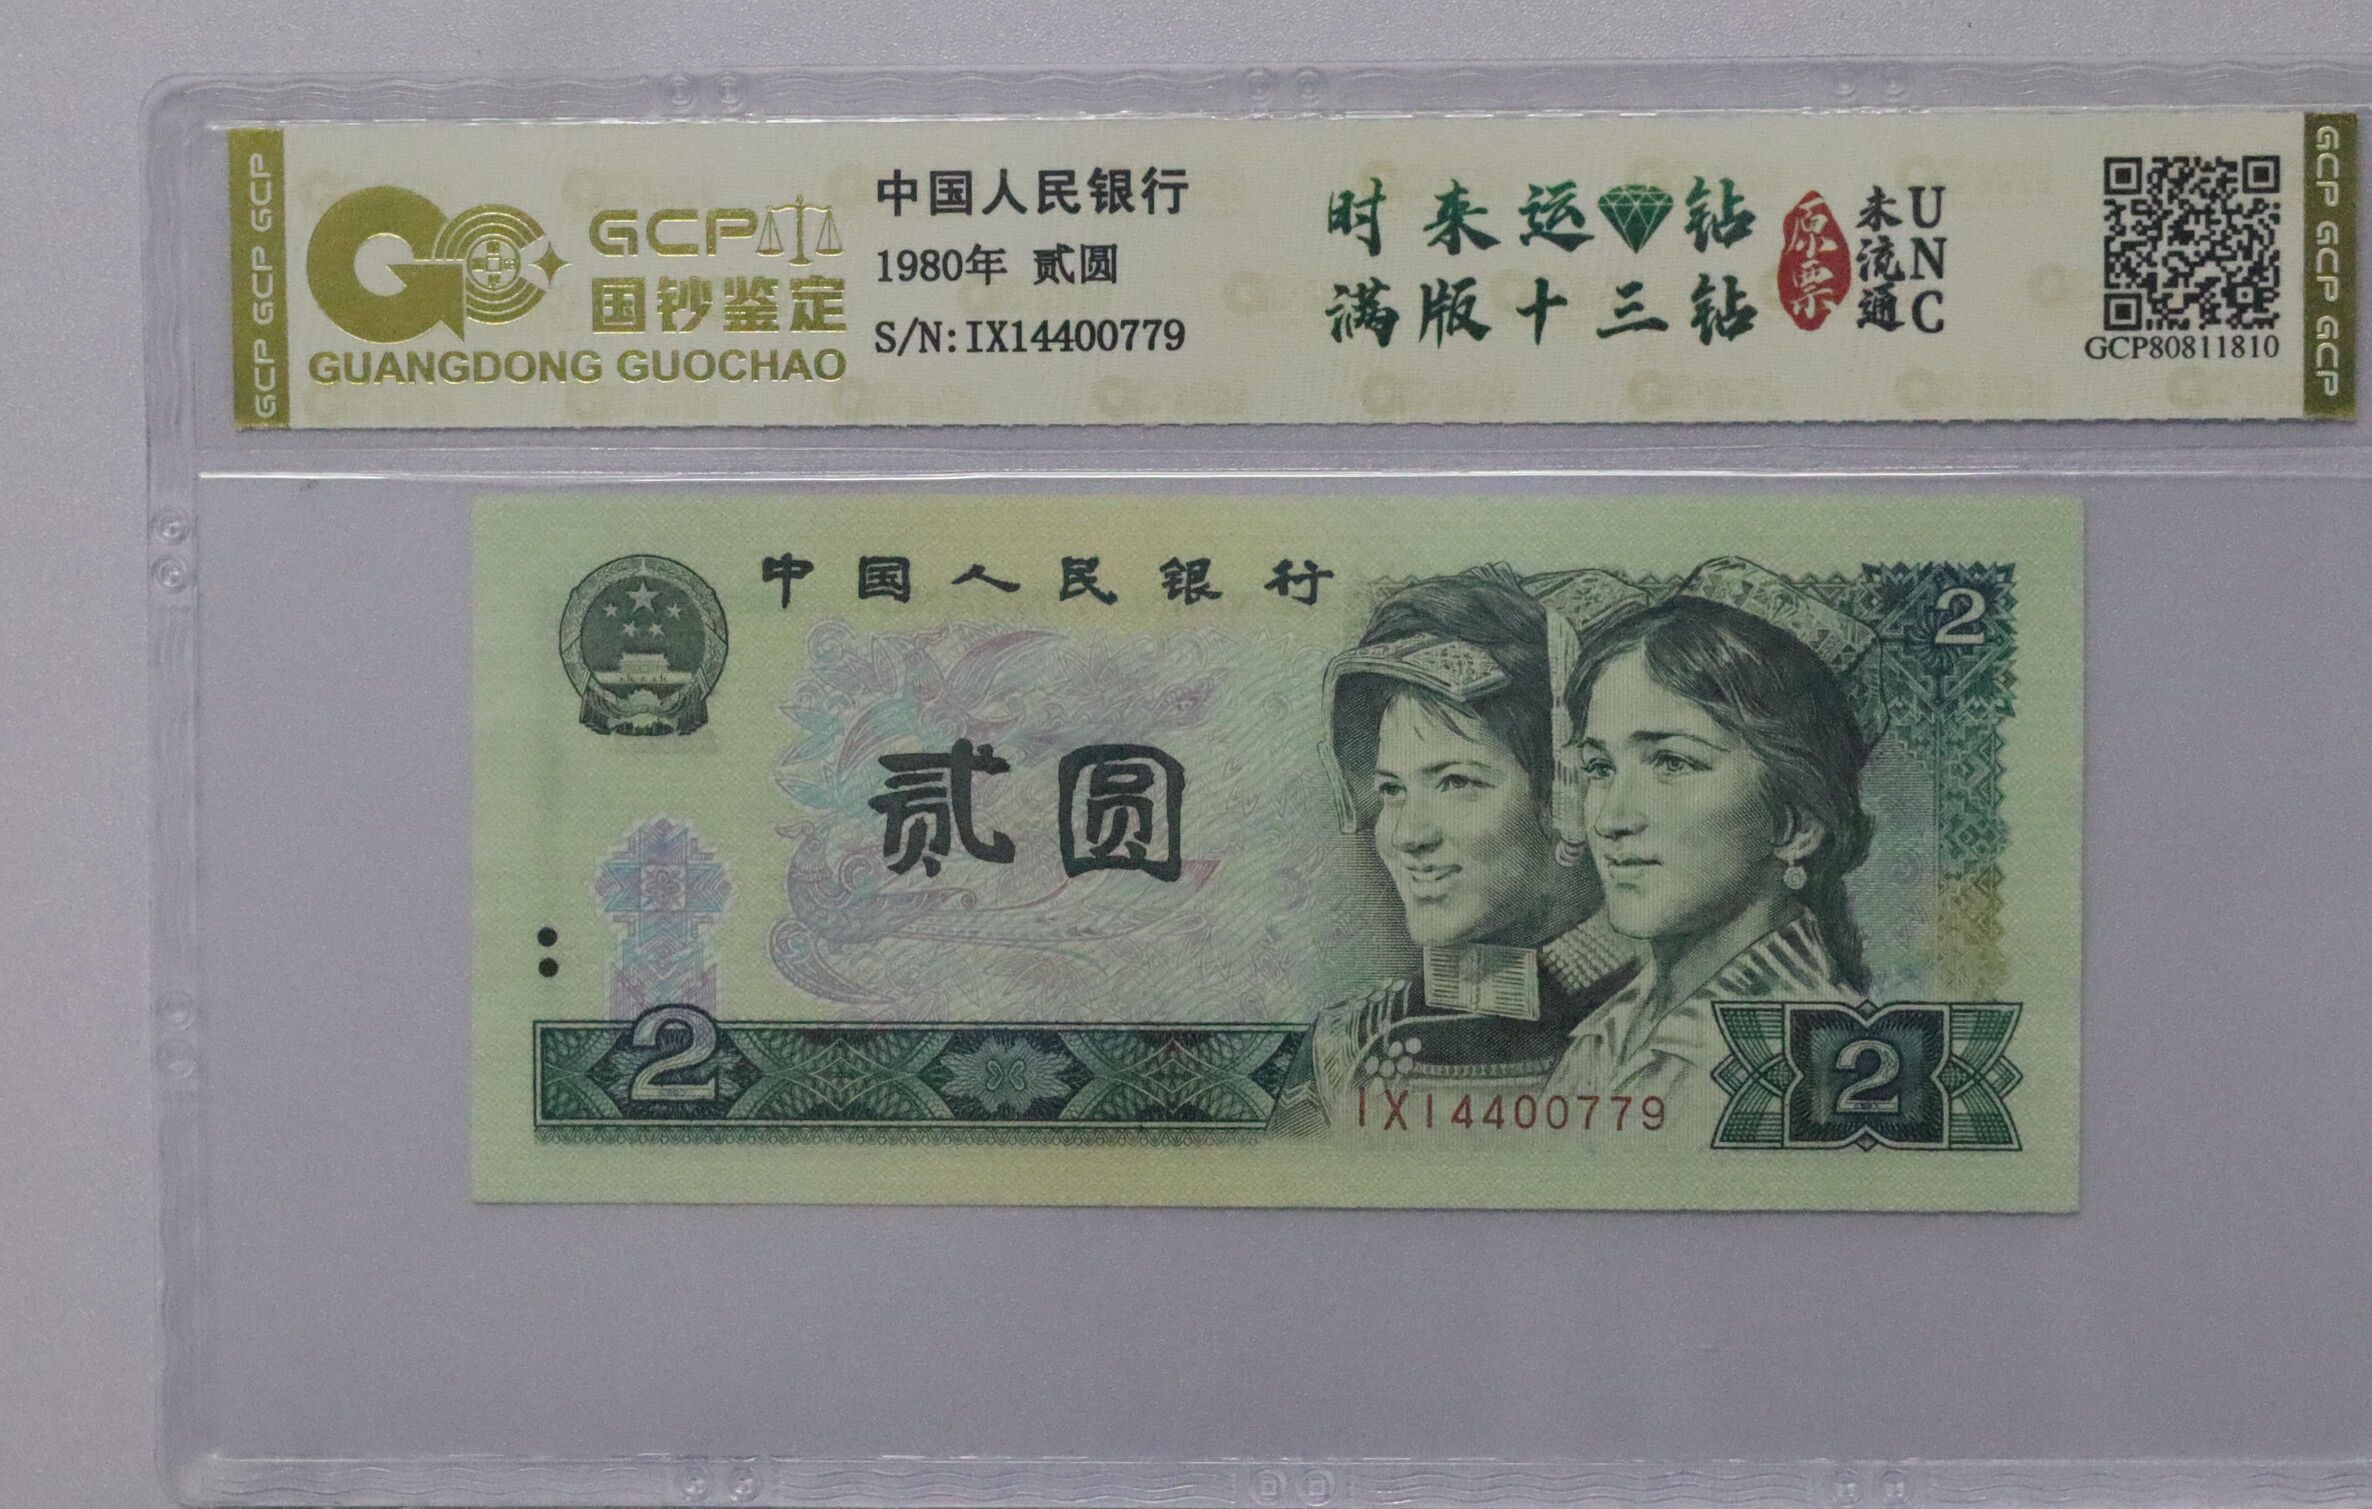 GCP GCP GCP
GCP
国钞鉴定
GUANGDONG GUOCHAO
中国人民银行
1980年 贰圆
S/N:IX14400779
时来运钻
满版十三钻
原票
未流通
UNC
GCP80811810
GCP GCP GCP GCP
中国人民银行
2
贰圆
2
IX14400779
2